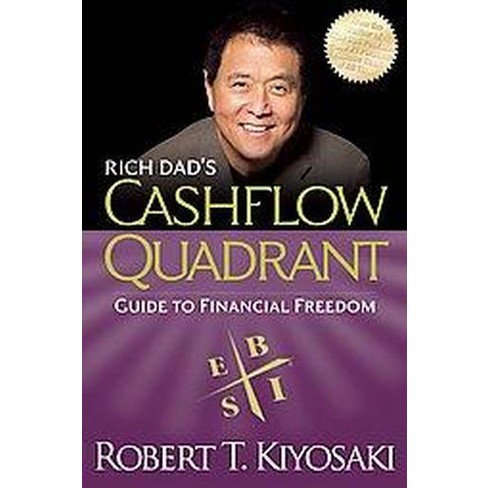 RICH DAD'S
CASHFLOW
QUADRANT
GUIDE TO FINANCIAL FREEDOM
E B
S I
ROBERT T. KIYOSAKI